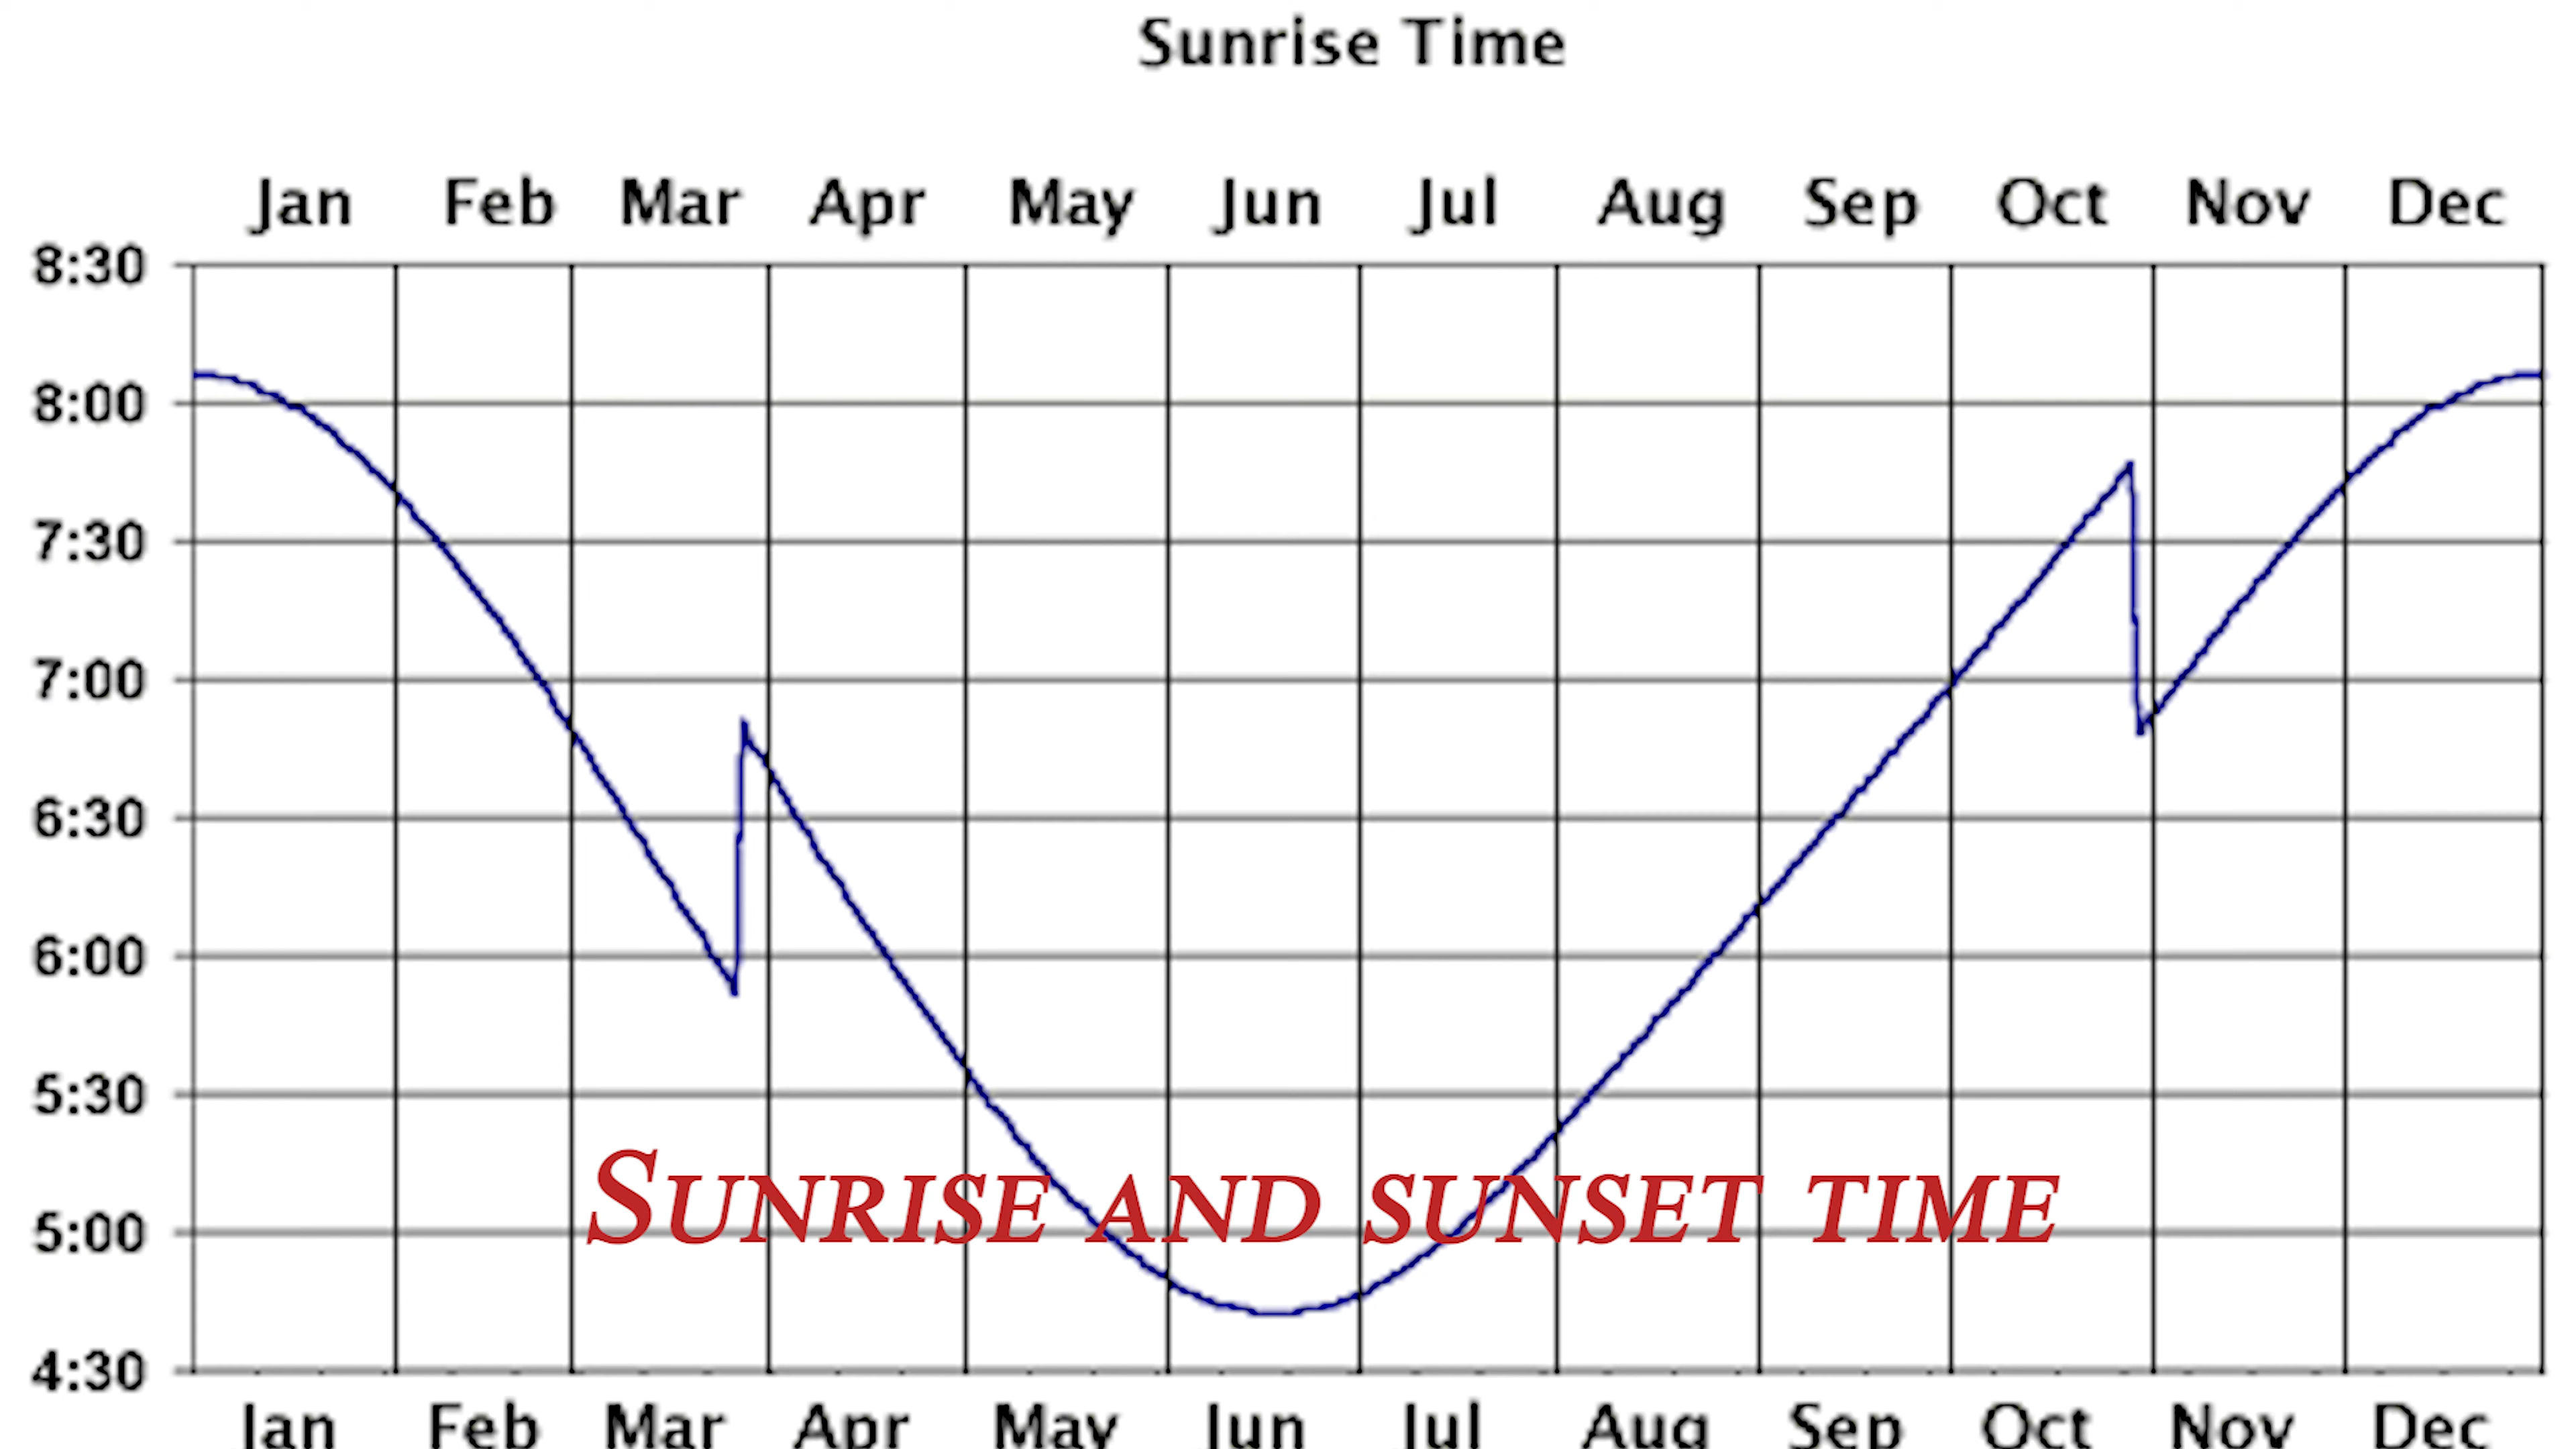 Sunrise Time
Jan Feb Mar Apr May Jun Jul Aug Sep Oct Nov Dec
8:30
8:00
7:30
7:00
6:30
6:00
5:30
Sunrise and sunset time
5:00
4:30
Jan Feb Mar Apr May Jun Jul Aug Sep Oct Nov Dec